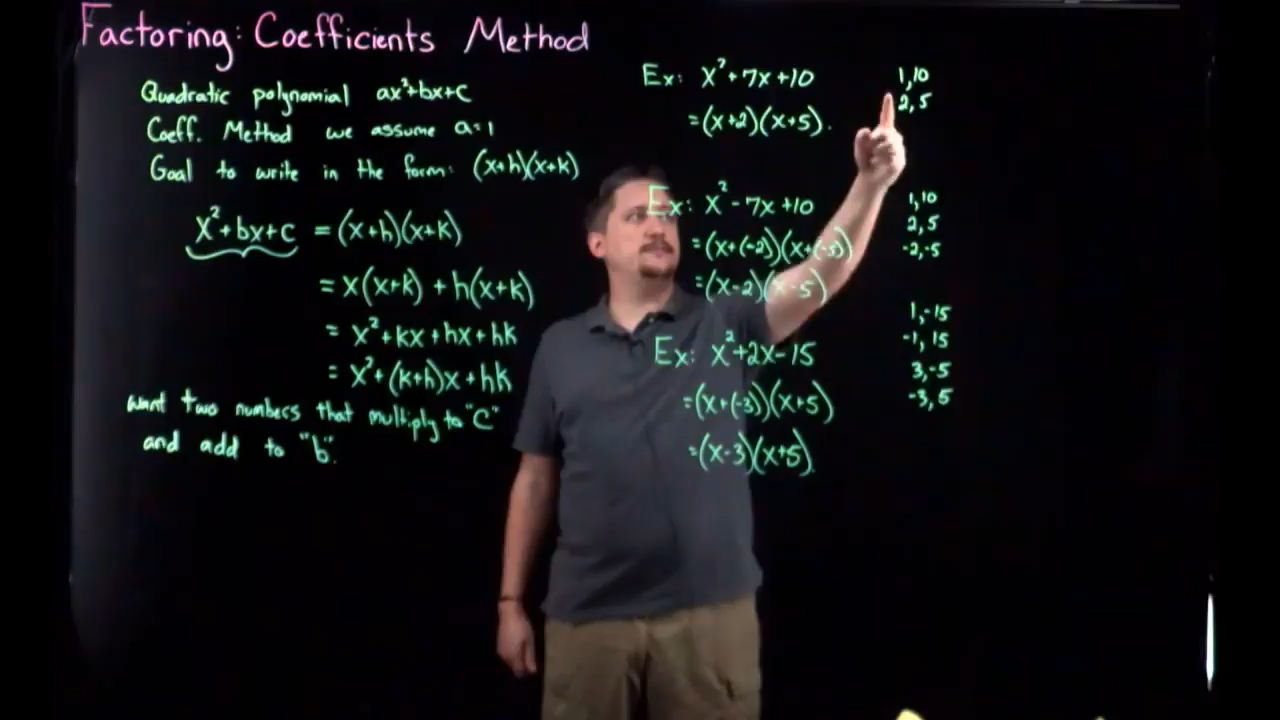 Factoring: Coefficients Method
Quadratic polynomial ax²+bx+c
Coeff. Method we assume a=1
Goal to write in the form: (x+h)(x+k)
x²+bx+c = (x+h)(x+k)
= x(x+k) + h(x+k)
= x²+kx+hx+hk
= x²+(k+h)x+hk
want two numbers that multiply to "c"
and add to "b".
Ex: x²+7x+10
=(x+2)(x+5).
1,10
2,5
Ex: x²-7x+10
=(x+(-2))(x+(-5))
=(x-2)(x-5)
1,10
2,5
-2,-5
Ex: x²+2x-15
=(x+(-3))(x+5)
=(x-3)(x+5).
1,-15
-1, 15
3,-5
-3,5